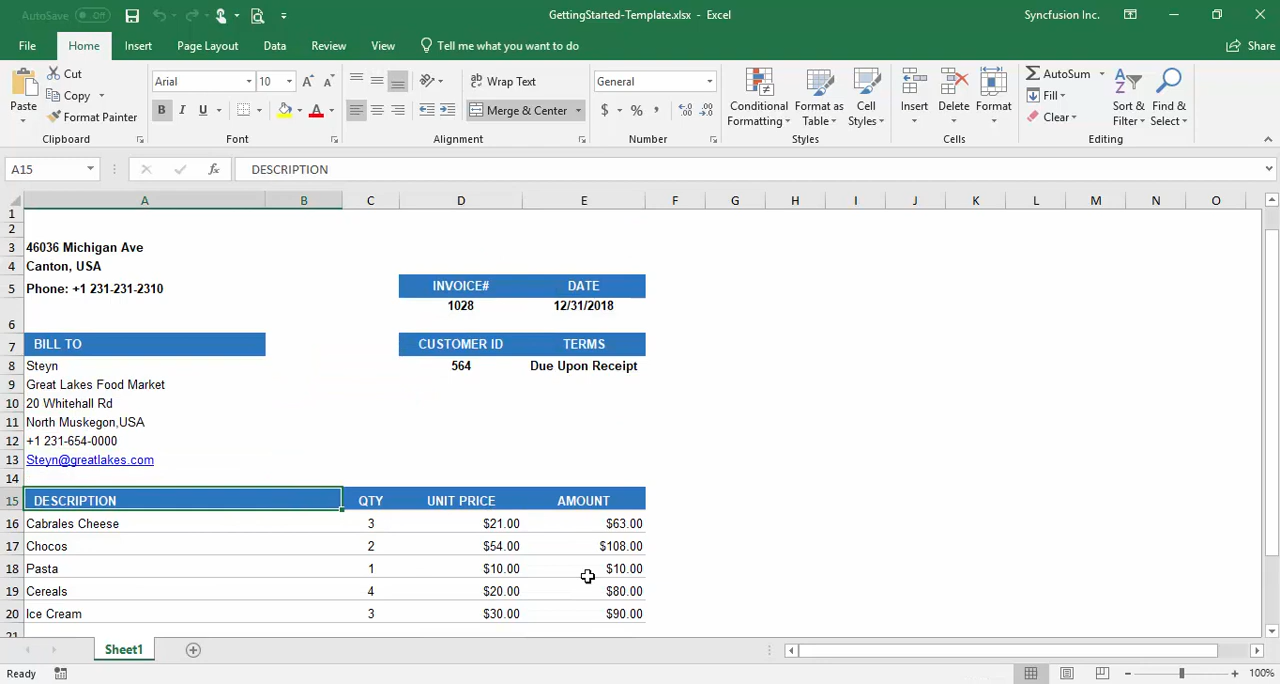 AutoSave Off GettingStarted-Template.xlsx - Excel Syncfusion Inc.
File Home Insert Page Layout Data Review View Tell me what you want to do Share
Paste
Cut
Copy
Format Painter
Clipboard
Arial 10
B I U
Font
Wrap Text
Merge & Center
Alignment
General
$ % ,
Number
Conditional Formatting
Format as Table
Cell Styles
Styles
Insert Delete Format
Cells
AutoSum
Fill
Clear
Sort & Filter
Find & Select
Editing
A15 fx DESCRIPTION
A B C D E F G H I J K L M N O
1
2
3 46036 Michigan Ave
4 Canton, USA
5 Phone: +1 231-231-2310 INVOICE# DATE
6 1028 12/31/2018
7 BILL TO CUSTOMER ID TERMS
8 Steyn 564 Due Upon Receipt
9 Great Lakes Food Market
10 20 Whitehall Rd
11 North Muskegon,USA
12 +1 231-654-0000
13 Steyn@greatlakes.com
14
15 DESCRIPTION QTY UNIT PRICE AMOUNT
16 Cabrales Cheese 3 $21.00 $63.00
17 Chocos 2 $54.00 $108.00
18 Pasta 1 $10.00 $10.00
19 Cereals 4 $20.00 $80.00
20 Ice Cream 3 $30.00 $90.00
21
Sheet1
Ready 100%